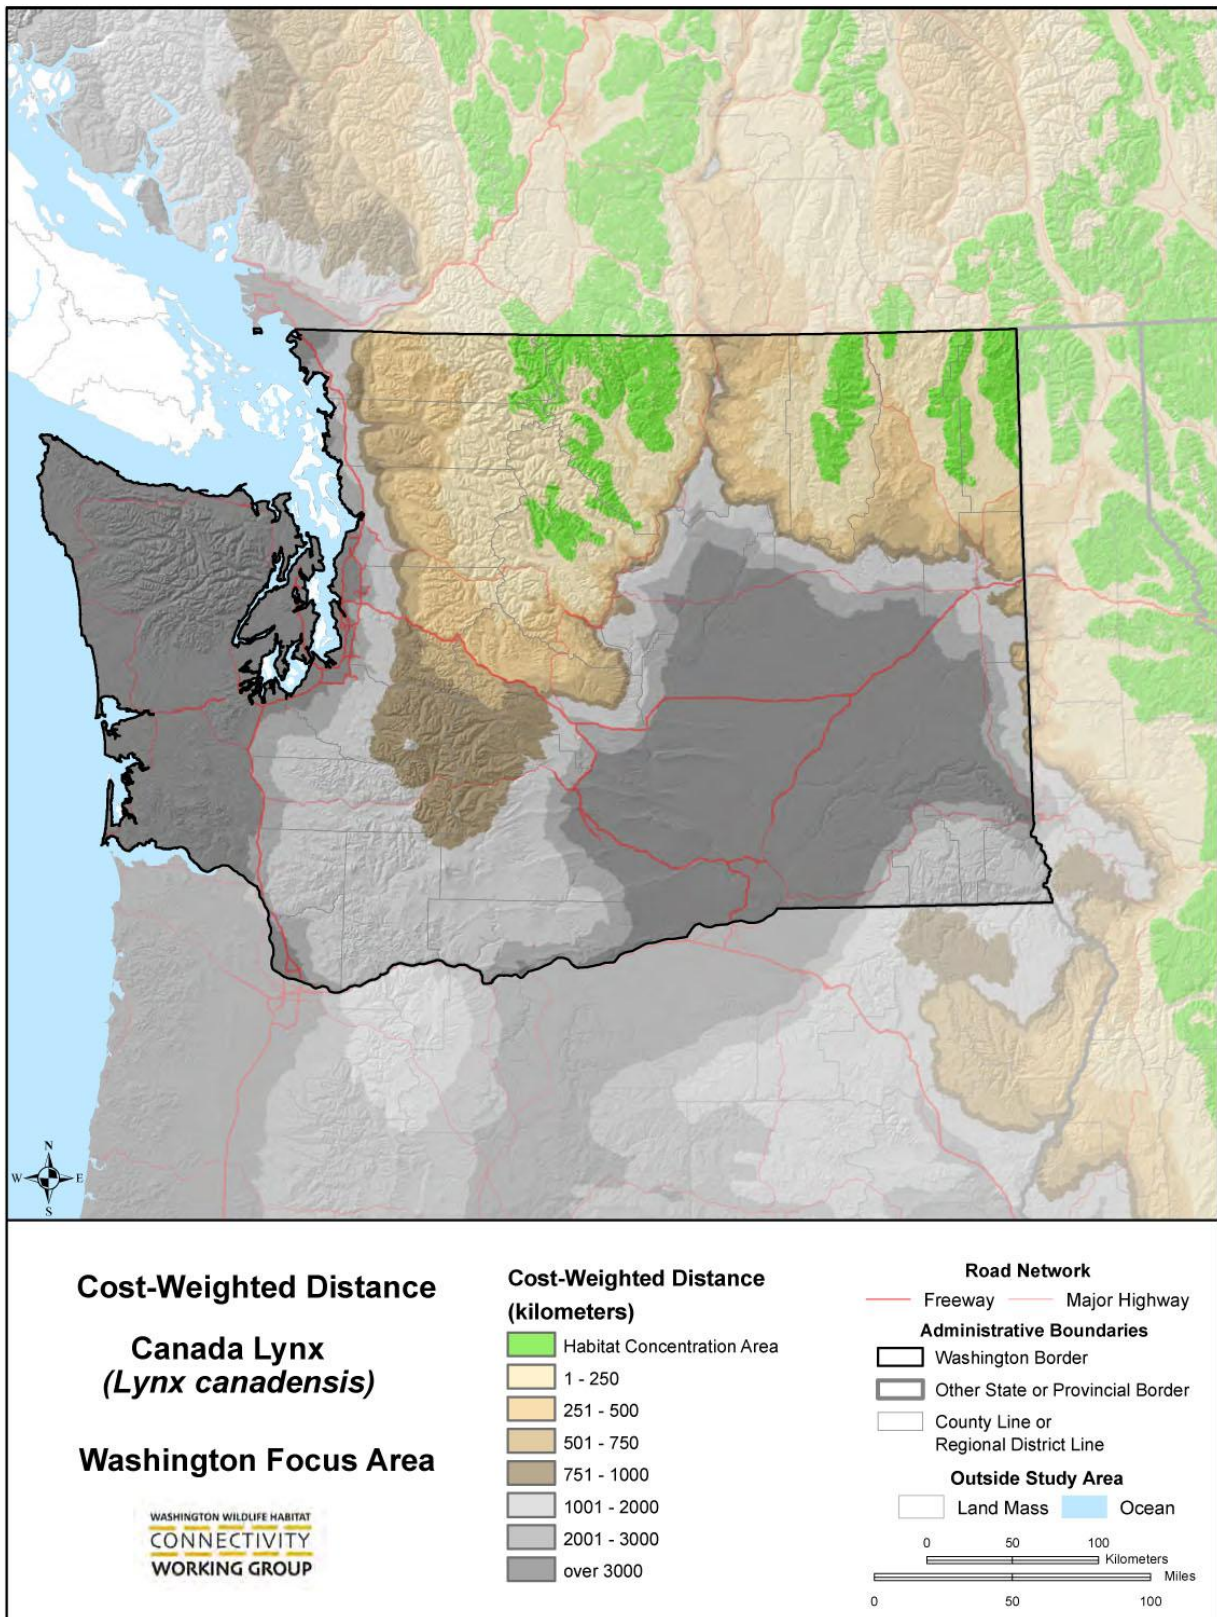 N
W E
S
Cost-Weighted Distance
Canada Lynx
(Lynx canadensis)
Washington Focus Area
WASHINGTON WILDLIFE HABITAT
CONNECTIVITY
WORKING GROUP
Cost-Weighted Distance
(kilometers)
Habitat Concentration Area
1 - 250
251 - 500
501 - 750
751 - 1000
1001 - 2000
2001 - 3000
over 3000
Road Network
Freeway Major Highway
Administrative Boundaries
Washington Border
Other State or Provincial Border
County Line or
Regional District Line
Outside Study Area
Land Mass Ocean
0 50 100
Kilometers
Miles
0 50 100